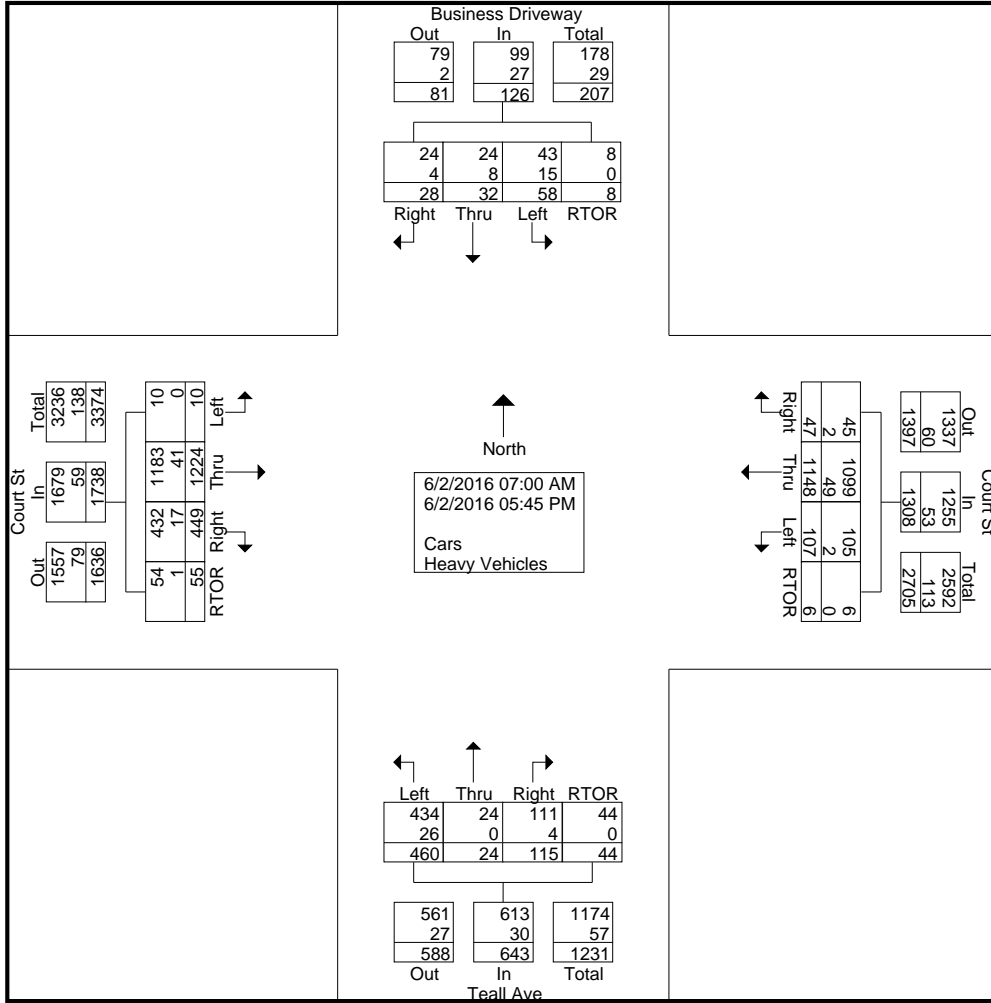 Business Driveway
Out In Total
79 99 178
2 27 29
81 126 207
24 24 43 8
4 8 15 0
28 32 58 8
Right Thru Left RTOR
Court St
Total In Out
3236 1679 1557
138 59 79
3374 1738 1636
10 1183 432 54
0 41 17 1
10 1224 449 55
Left Thru Right RTOR
North
6/2/2016 07:00 AM
6/2/2016 05:45 PM
Cars
Heavy Vehicles
Right Thru Left RTOR
45 1099 105 6
2 49 2 0
47 1148 107 6
Court St
Out In Total
1337 1255 2592
60 53 113
1397 1308 2705
Left Thru Right RTOR
434 24 111 44
26 0 4 0
460 24 115 44
561 613 1174
27 30 57
588 643 1231
Out In Total
Teall Ave